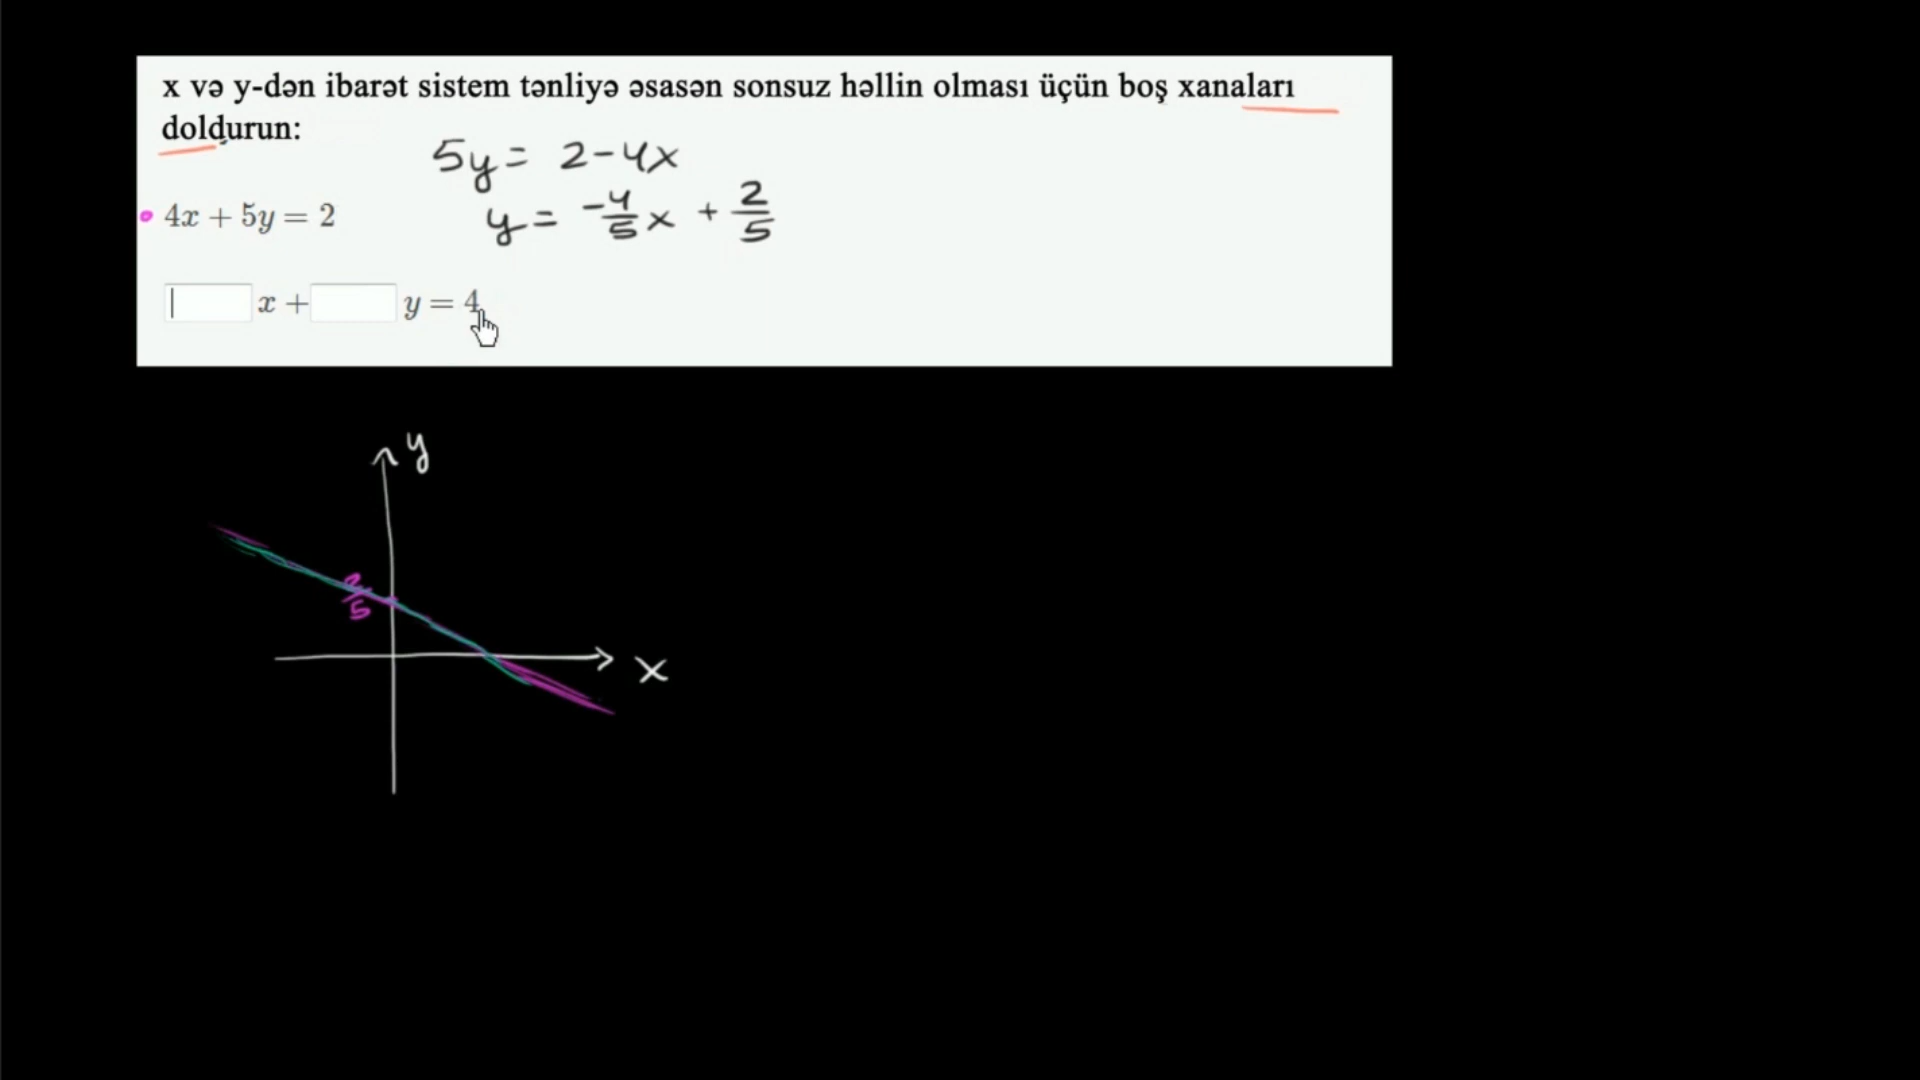 x və y-dən ibarət sistem tənliyə əsasən sonsuz həllin olması üçün boş xanaları
doldurun:
5y = 2-4x
4x + 5y = 2
y = -4/5 x + 2/5
x + y = 4
y
2/5
x